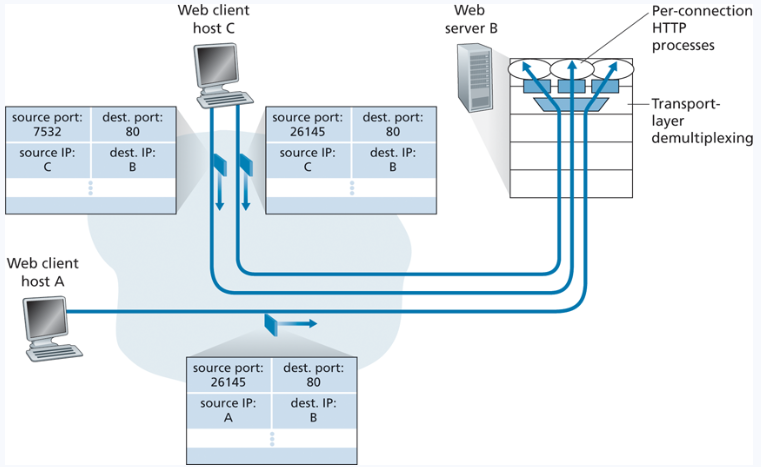 Web client
host C
Web
server B
Per-connection
HTTP
processes
Transport-
layer
demultiplexing
source port:
7532
dest. port:
80
source IP:
C
dest. IP:
B
source port:
26145
dest. port:
80
source IP:
C
dest. IP:
B
Web client
host A
source port:
26145
dest. port:
80
source IP:
A
dest. IP:
B